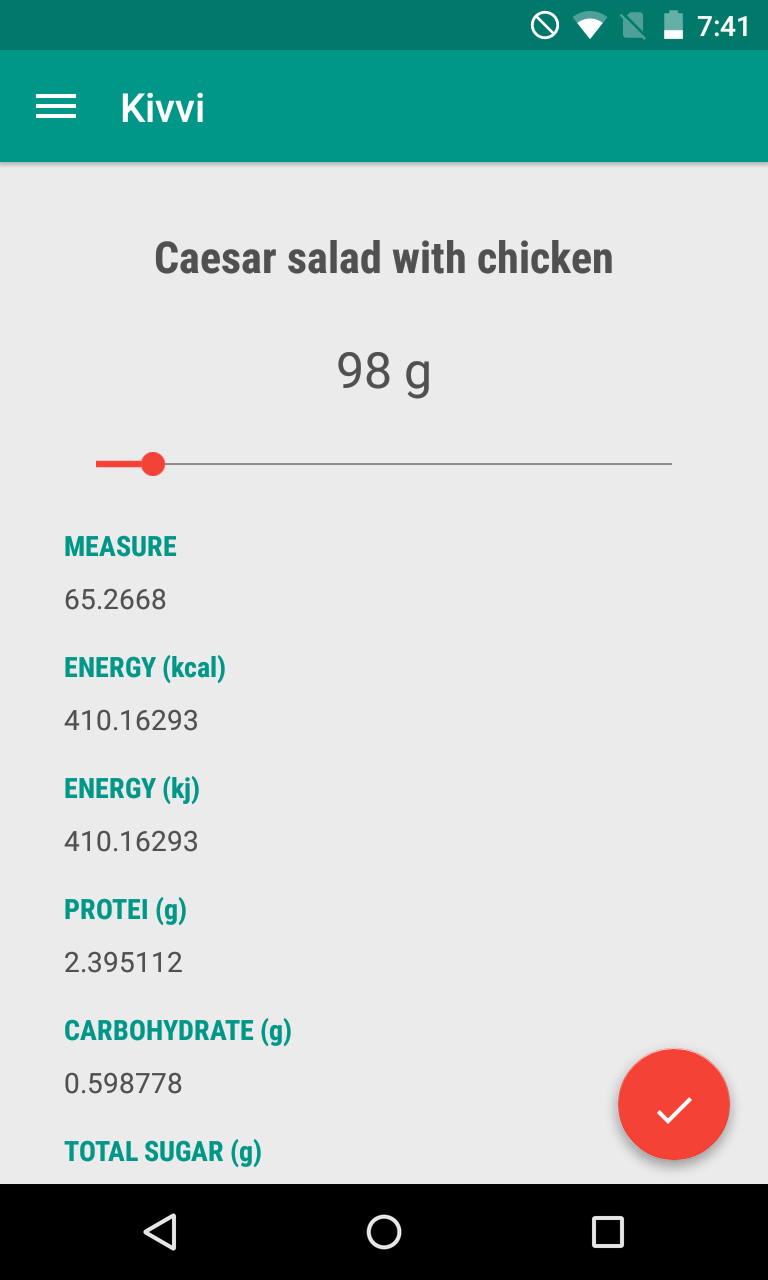 7:41
Kivvi
Caesar salad with chicken
98 g
MEASURE
65.2668
ENERGY (kcal)
410.16293
ENERGY (kj)
410.16293
PROTEI (g)
2.395112
CARBOHYDRATE (g)
0.598778
TOTAL SUGAR (g)